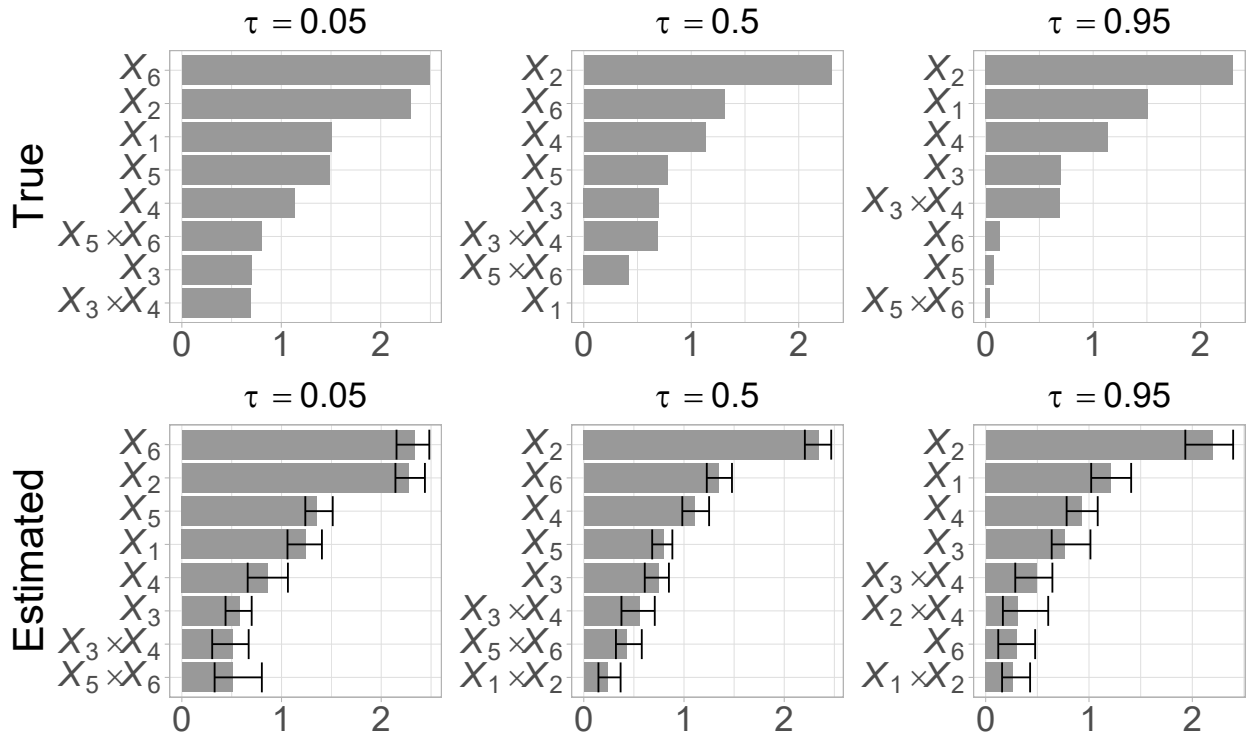 τ = 0.05
τ = 0.5
τ = 0.95
True
X6
X2
X1
X5
X4
X5 × X6
X3
X3 × X4
0 1 2
X2
X6
X4
X5
X3
X3 × X4
X5 × X6
X1
0 1 2
X2
X1
X4
X3
X3 × X4
X6
X5
X5 × X6
0 1 2
τ = 0.05
τ = 0.5
τ = 0.95
Estimated
X6
X2
X5
X1
X4
X3
X3 × X4
X5 × X6
0 1 2
X2
X6
X4
X5
X3
X3 × X4
X5 × X6
X1 × X2
0 1 2
X2
X1
X4
X3
X3 × X4
X2 × X4
X6
X1 × X2
0 1 2